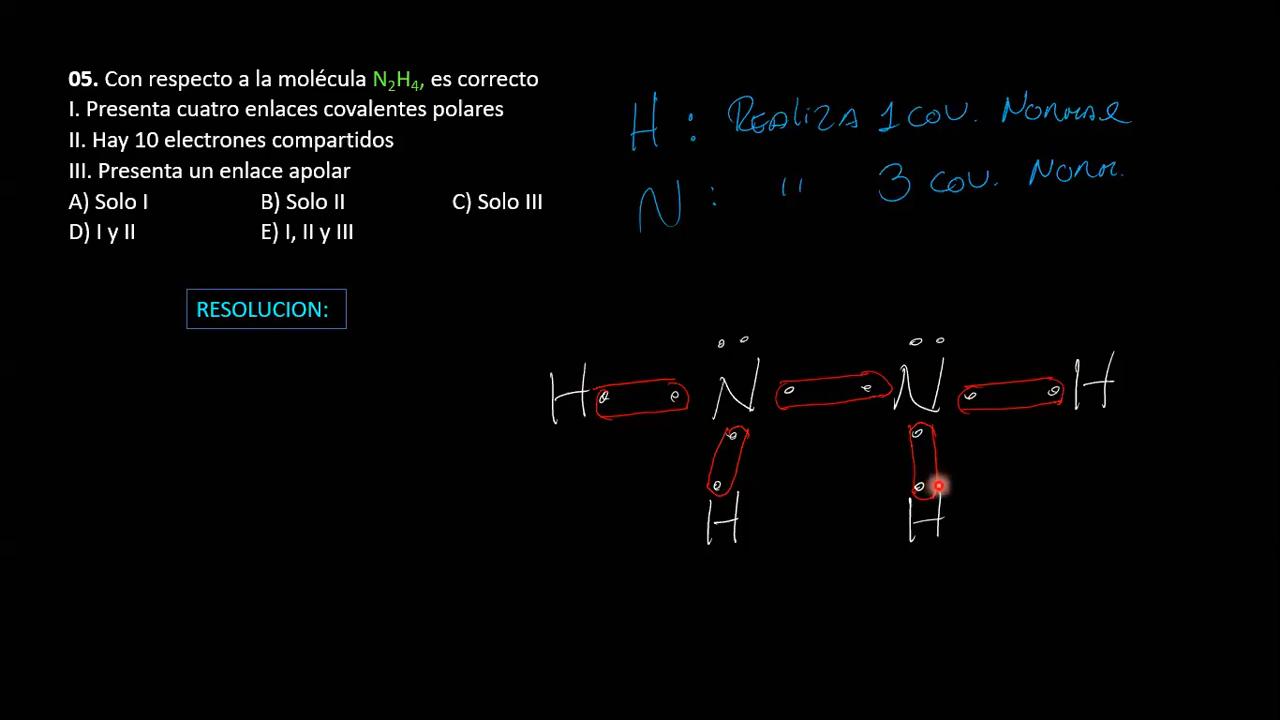 05. Con respecto a la molécula N₂H₄, es correcto
I. Presenta cuatro enlaces covalentes polares
II. Hay 10 electrones compartidos
III. Presenta un enlace apolar
A) Solo I B) Solo II C) Solo III
D) I y II E) I, II y III
RESOLUCION:
H: REALIZA 1 COV. NORMAL
N: " 3 COV. NORM.
H N N H
H H